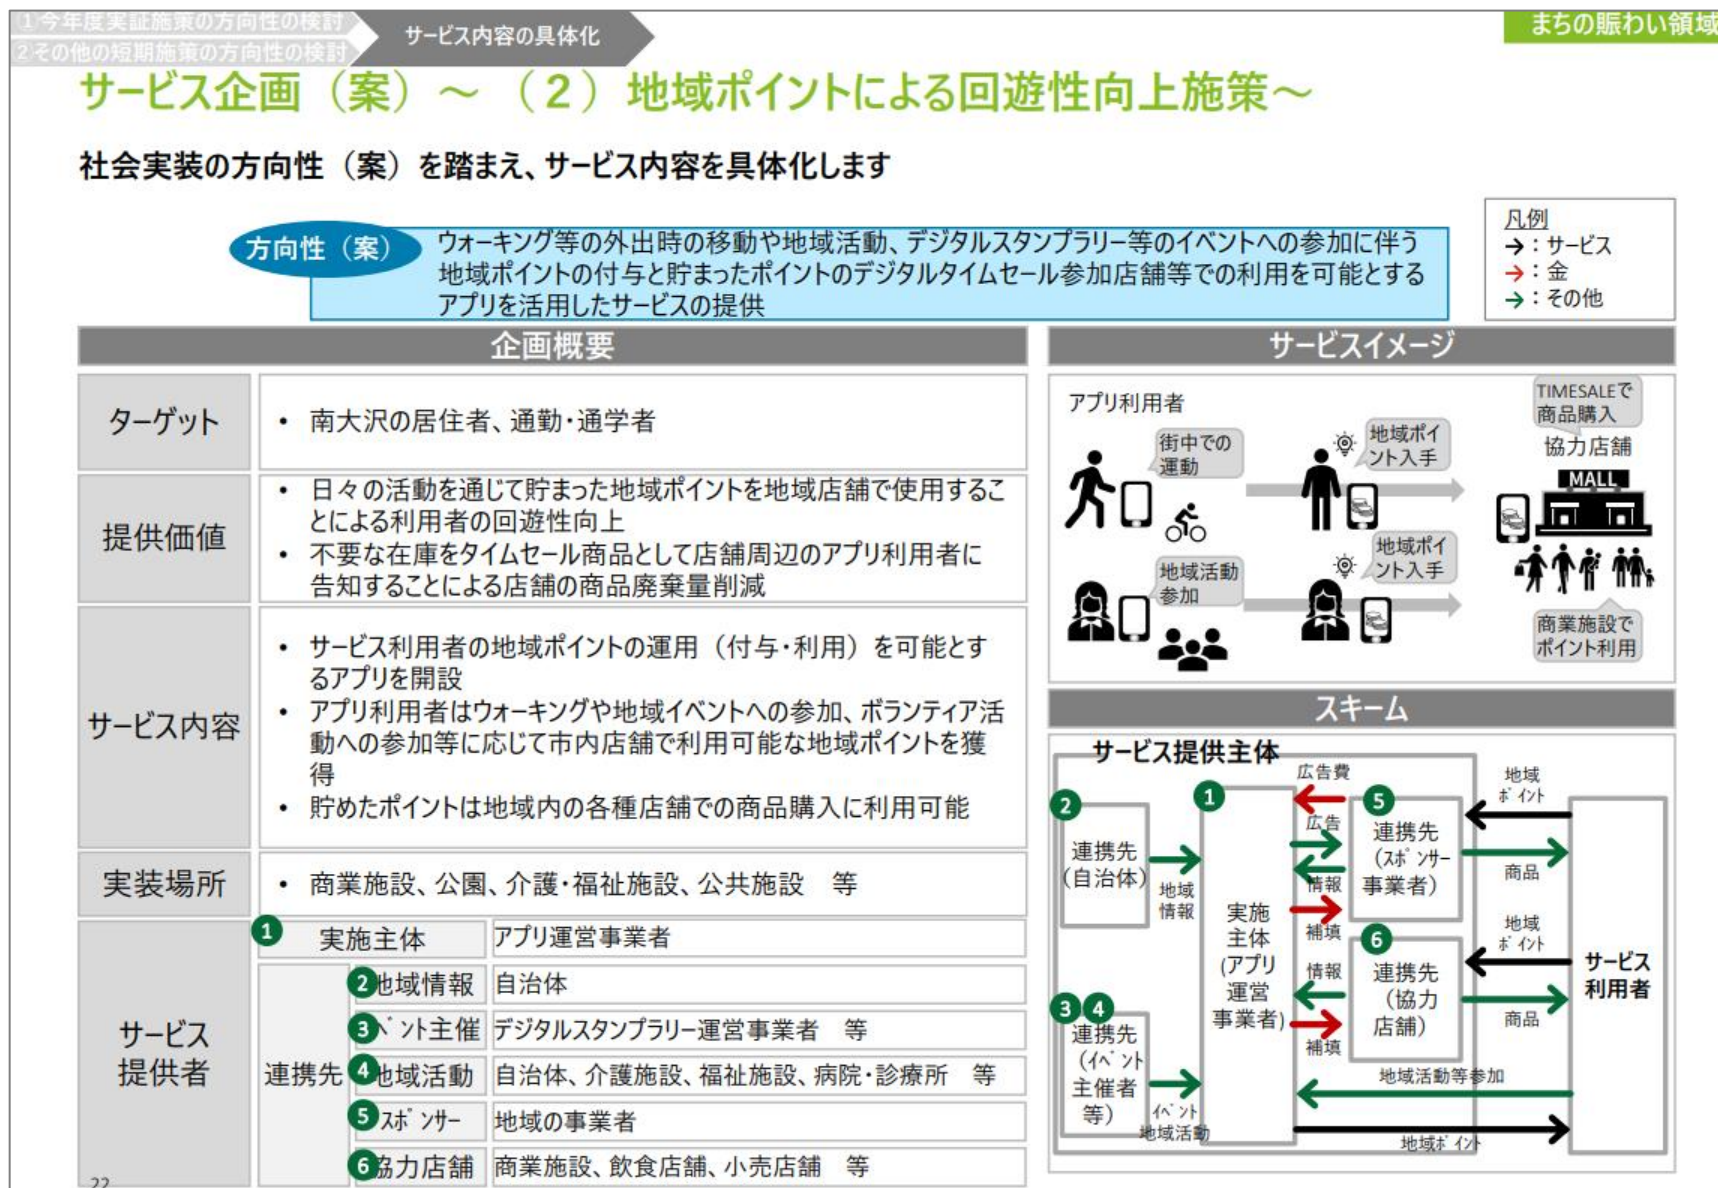 ①今年度実証施策の方向性の検討
②その他の短期施策の方向性の検討
サービス内容の具体化
まちの賑わい領域
サービス企画（案）～（２）地域ポイントによる回遊性向上施策～
社会実装の方向性（案）を踏まえ、サービス内容を具体化します
方向性（案）
ウォーキング等の外出時の移動や地域活動、デジタルスタンプラリー等のイベントへの参加に伴う
地域ポイントの付与と貯まったポイントのデジタルタイムセール参加店舗等での利用を可能とする
アプリを活用したサービスの提供
凡例
→：サービス
→：金
→：その他
企画概要
ターゲット
• 南大沢の居住者、通勤・通学者
提供価値
• 日々の活動を通じて貯まった地域ポイントを地域店舗で使用するこ
とによる利用者の回遊性向上
• 不要な在庫をタイムセール商品として店舗周辺のアプリ利用者に
告知することによる店舗の商品廃棄量削減
サービス内容
• サービス利用者の地域ポイントの運用（付与・利用）を可能とす
るアプリを開設
• アプリ利用者はウォーキングや地域イベントへの参加、ボランティア活
動への参加等に応じて市内店舗で利用可能な地域ポイントを獲
得
• 貯めたポイントは地域内の各種店舗での商品購入に利用可能
実装場所
• 商業施設、公園、介護・福祉施設、公共施設　等
サービス
提供者
1 実施主体
アプリ運営事業者
連携先
2 地域情報
自治体
3 ベント主催
デジタルスタンプラリー運営事業者　等
4 地域活動
自治体、介護施設、福祉施設、病院・診療所　等
5 スポンサー
地域の事業者
6 協力店舗
商業施設、飲食店舗、小売店舗　等
22
サービスイメージ
アプリ利用者
街中での
運動
地域ポイ
ント入手
TIMESALEで
商品購入
協力店舗
MALL
地域活動
参加
地域ポイ
ント入手
商業施設で
ポイント利用
スキーム
サービス提供主体
2
連携先
(自治体)
地域
情報
3 4
連携先
(イベント
主催者
等)
イベント
地域活動
1
実施
主体
(アプリ
運営
事業者)
広告費
広告
情報
補填
5
連携先
(スポンサー
事業者)
情報
補填
6
連携先
(協力
店舗)
地域
ポイント
商品
地域
ポイント
商品
サービス
利用者
地域活動等参加
地域ポイント